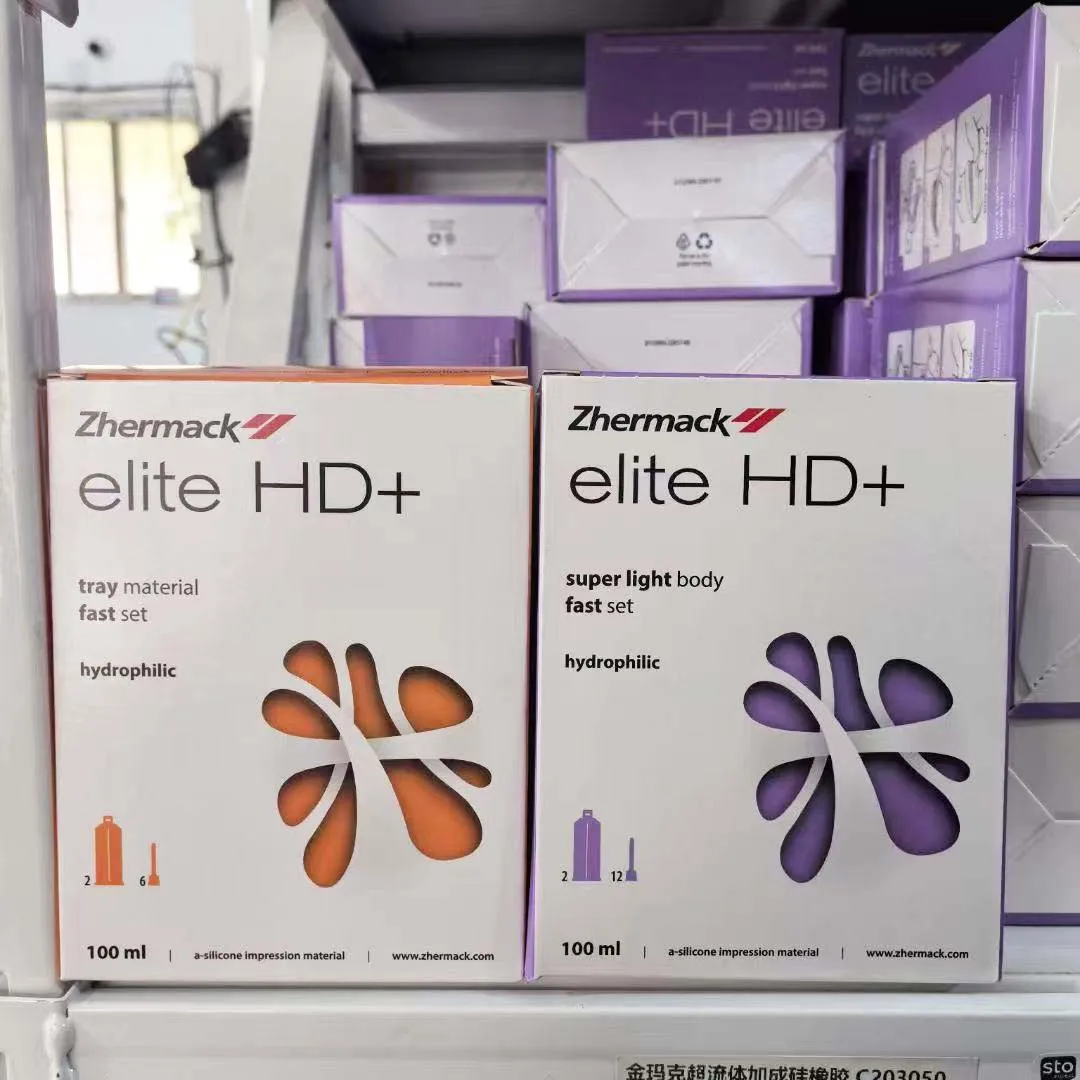 Zhermack
elite
elite HD+
Zhermack
elite HD+
tray material
fast set
hydrophilic
2
6
100 ml | a-silicone impression material | www.zhermack.com
Zhermack
elite HD+
super light body
fast set
hydrophilic
2
12
100 ml | a-silicone impression material | www.zhermack.com
金玛克超流体加成硅橡胶 C203050
sto